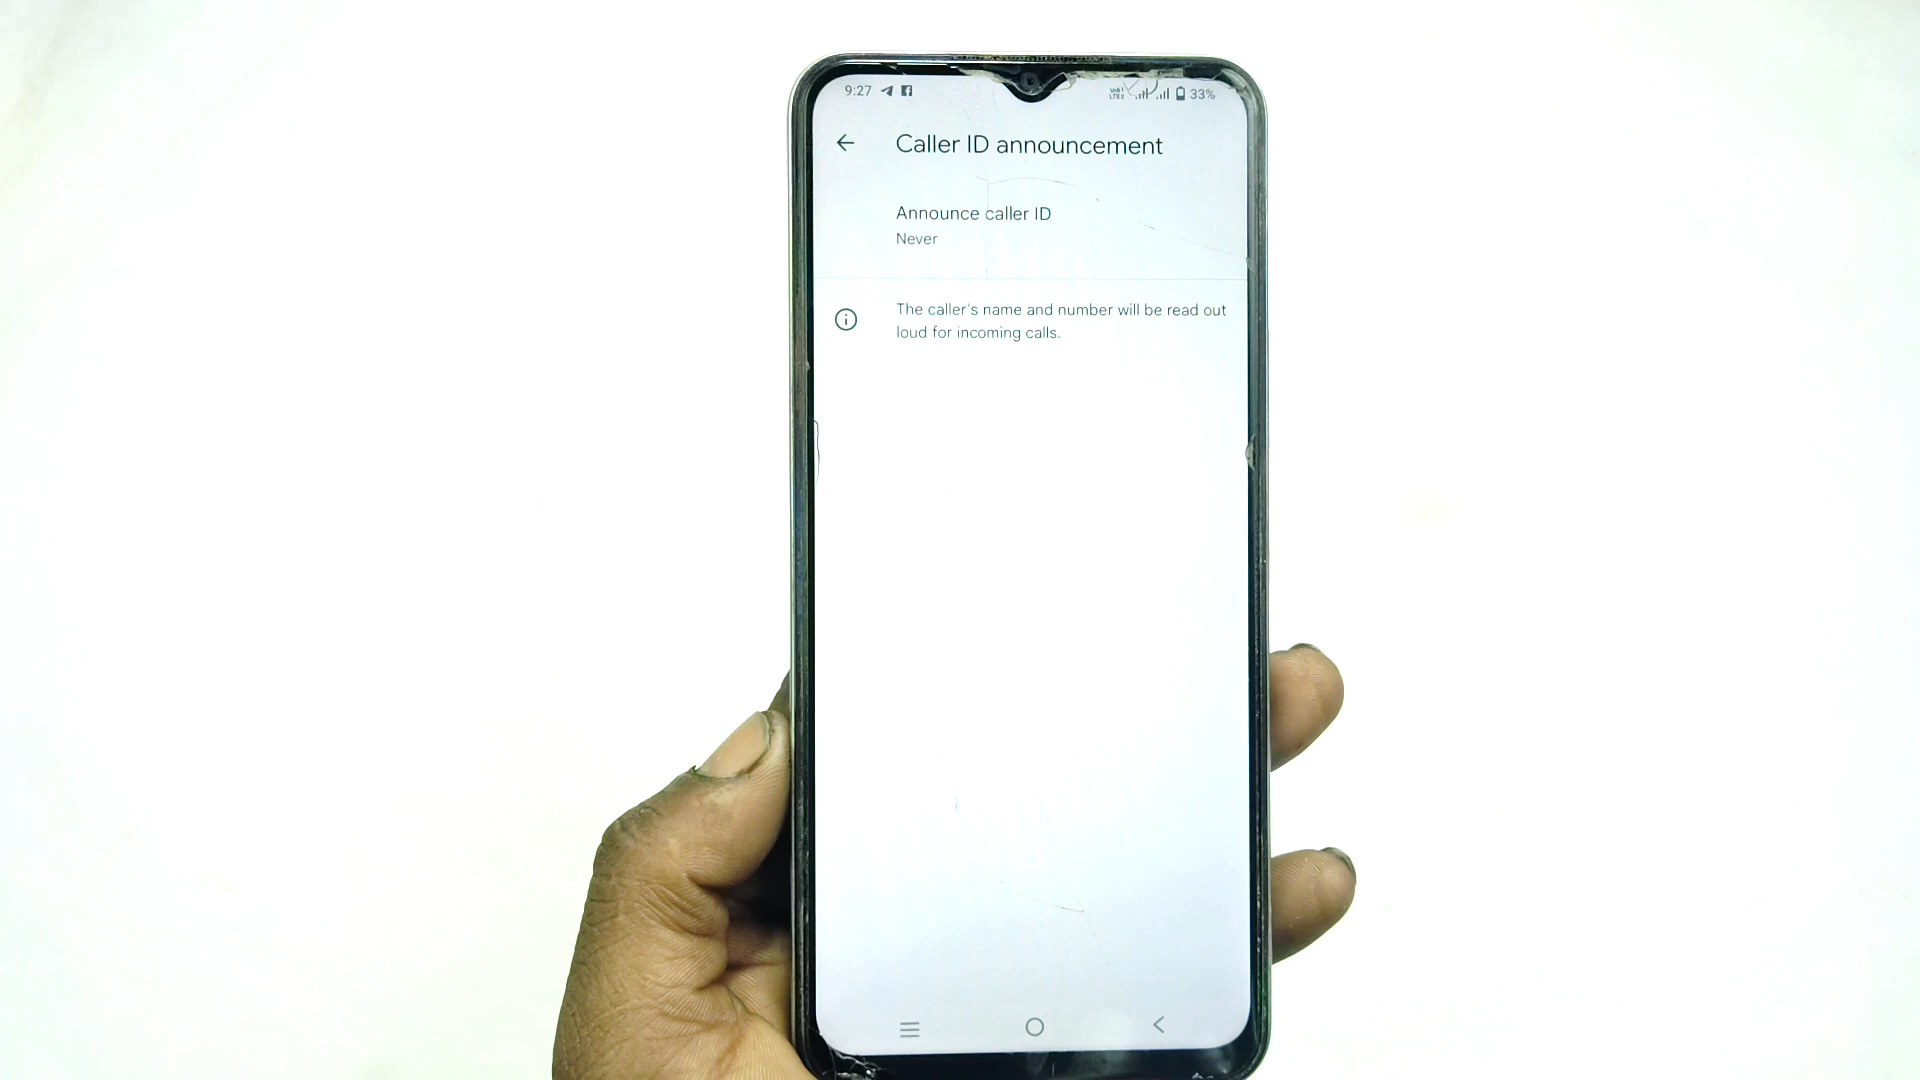 9:27 33%
Caller ID announcement
Announce caller ID
Never
The caller's name and number will be read out
loud for incoming calls.